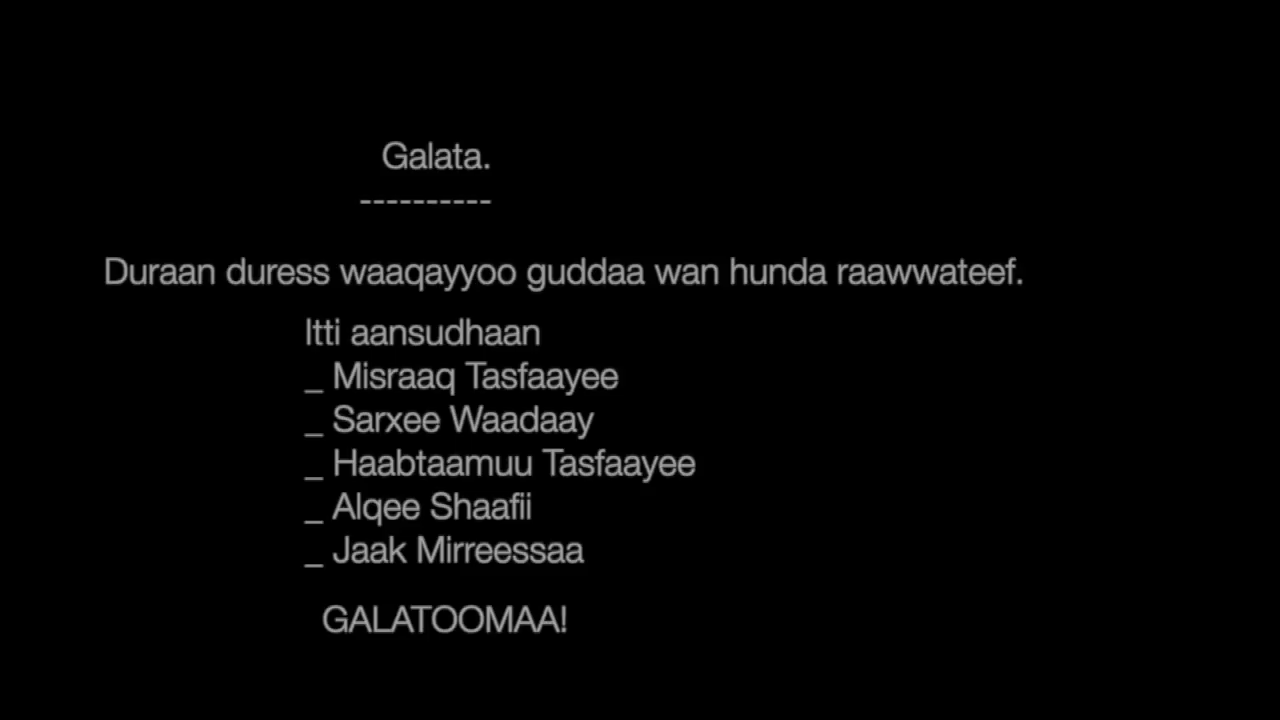 Galata.
----------
Duraan duress waaqayyoo guddaa wan hunda raawwateef.
Itti aansudhaan
_ Misraaq Tasfaayee
_ Sarxee Waadaay
_ Haabtaamuu Tasfaayee
_ Alqee Shaafii
_ Jaak Mirreessaa
GALATOOMAA!